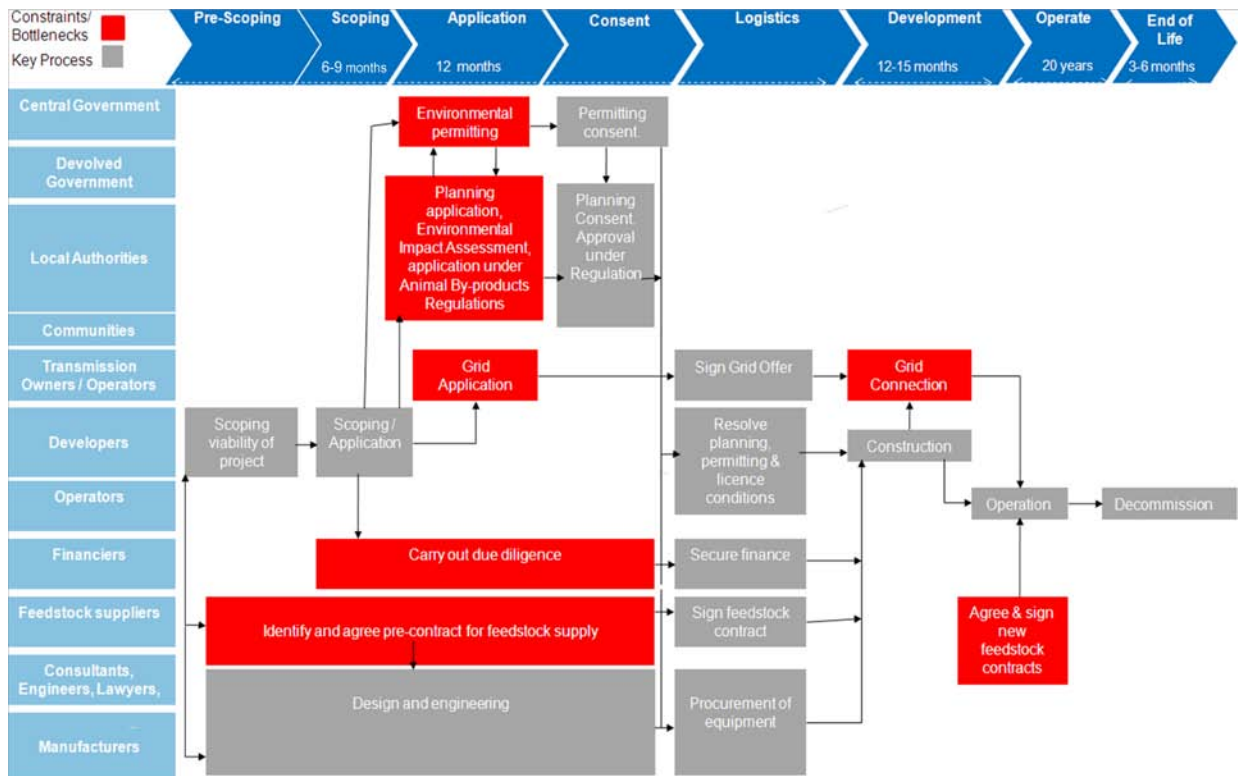 Constraints/
Bottlenecks
Key Process
Pre-Scoping
Scoping
6-9 months
Application
12 months
Consent
Logistics
Development
12-15 months
Operate
20 years
End of
Life
3-6 months
Central Government
Environmental
permitting
Permitting
consent.
Devolved
Government
Planning
application,
Environmental
Impact Assessment,
application under
Animal By-products
Regulations
Planning
Consent.
Approval
under
Regulation
Local Authorities
Communities
Transmission
Owners / Operators
Grid
Application
Sign Grid Offer
Grid
Connection
Developers
Scoping
viability of
project
Scoping /
Application
Resolve
planning,
permitting &
licence
conditions
Construction
Operators
Operation
Decommission
Financiers
Carry out due diligence
Secure finance
Feedstock suppliers
Identify and agree pre-contract for feedstock supply
Sign feedstock
contract
Agree & sign
new
feedstock
contracts
Consultants,
Engineers, Lawyers,
Design and engineering
Procurement of
equipment
Manufacturers